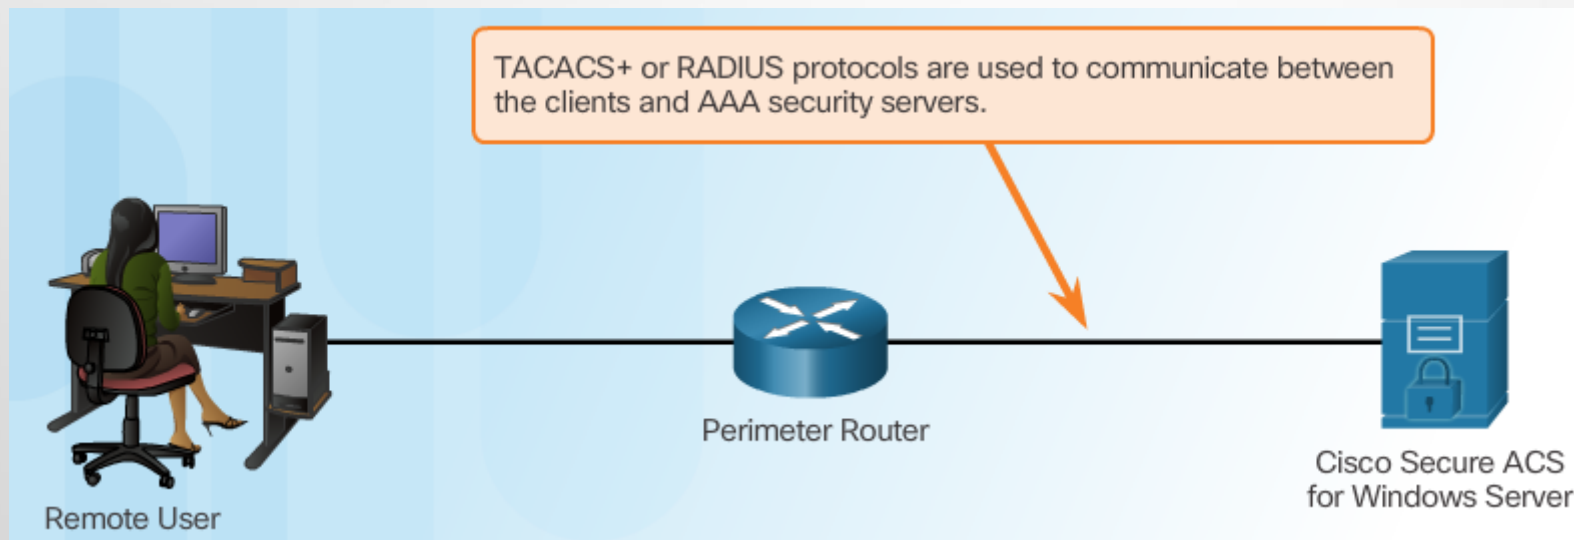 TACACS+ or RADIUS protocols are used to communicate between
the clients and AAA security servers.
Perimeter Router
Cisco Secure ACS
for Windows Server
Remote User